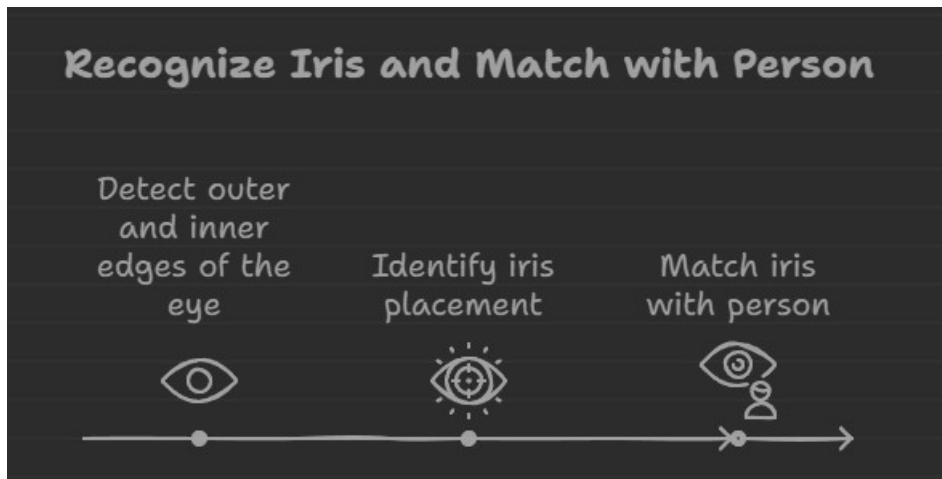 Recognize Iris and Match with Person
Detect outer
and inner
edges of the
eye
Identify iris
placement
Match iris
with person